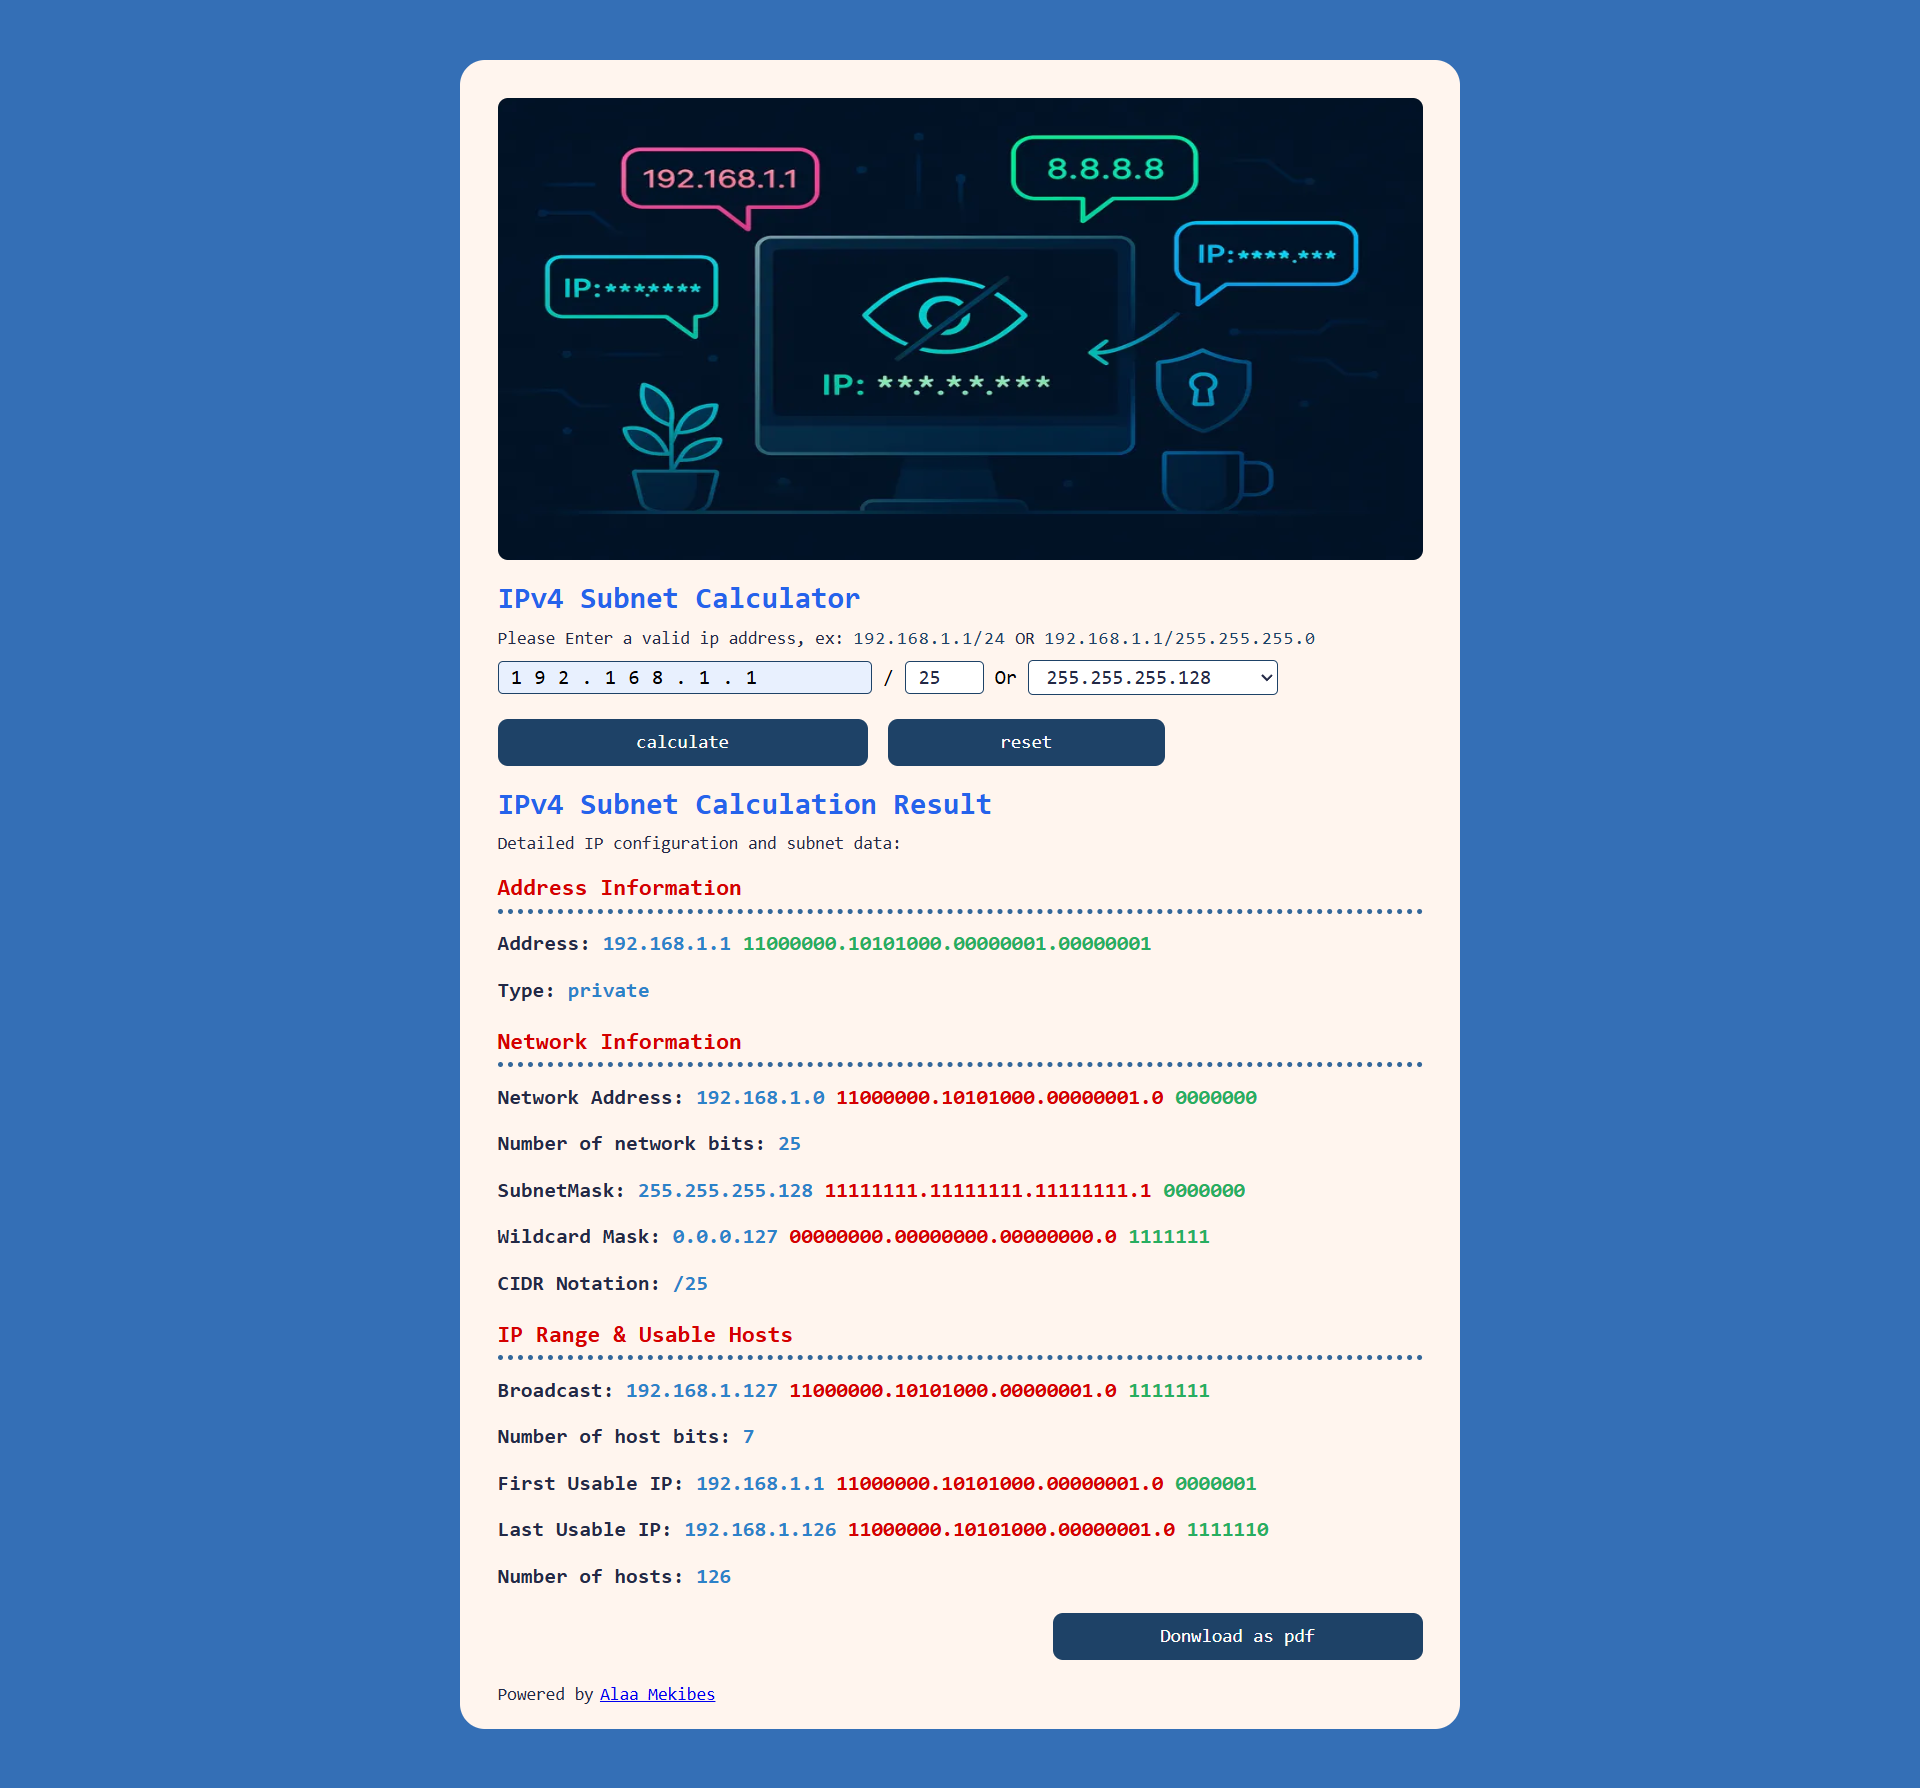 192.168.1.1
8.8.8.8
IP:****.***
IP:*******
IP: ***.*.*.***
IPv4 Subnet Calculator
Please Enter a valid ip address, ex: 192.168.1.1/24 OR 192.168.1.1/255.255.255.0
192.168.1.1 / 25 Or 255.255.255.128
calculate reset
IPv4 Subnet Calculation Result
Detailed IP configuration and subnet data:
Address Information
Address: 192.168.1.1 11000000.10101000.00000001.00000001
Type: private
Network Information
Network Address: 192.168.1.0 11000000.10101000.00000001.0 0000000
Number of network bits: 25
SubnetMask: 255.255.255.128 11111111.11111111.11111111.1 0000000
Wildcard Mask: 0.0.0.127 00000000.00000000.00000000.0 1111111
CIDR Notation: /25
IP Range & Usable Hosts
Broadcast: 192.168.1.127 11000000.10101000.00000001.0 1111111
Number of host bits: 7
First Usable IP: 192.168.1.1 11000000.10101000.00000001.0 0000001
Last Usable IP: 192.168.1.126 11000000.10101000.00000001.0 1111110
Number of hosts: 126
Donwload as pdf
Powered by Alaa Mekibes